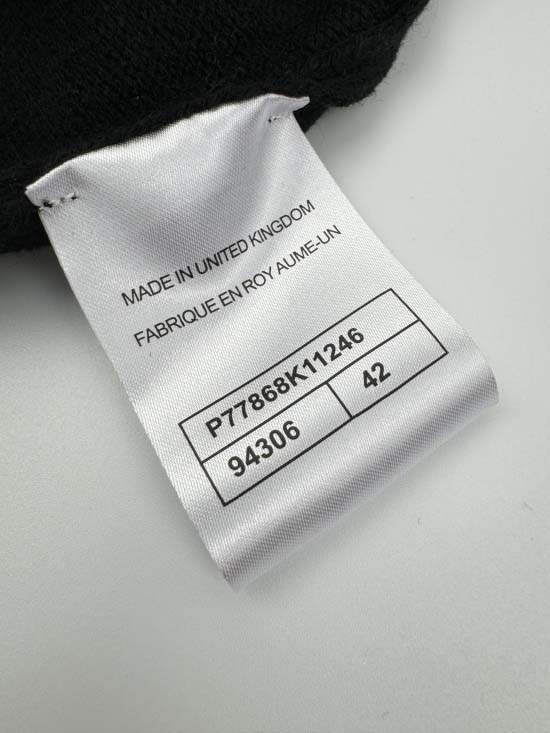 MADE IN UNITED KINGDOM
FABRIQUE EN ROY AUME-UN
P77868K11246
94306 42